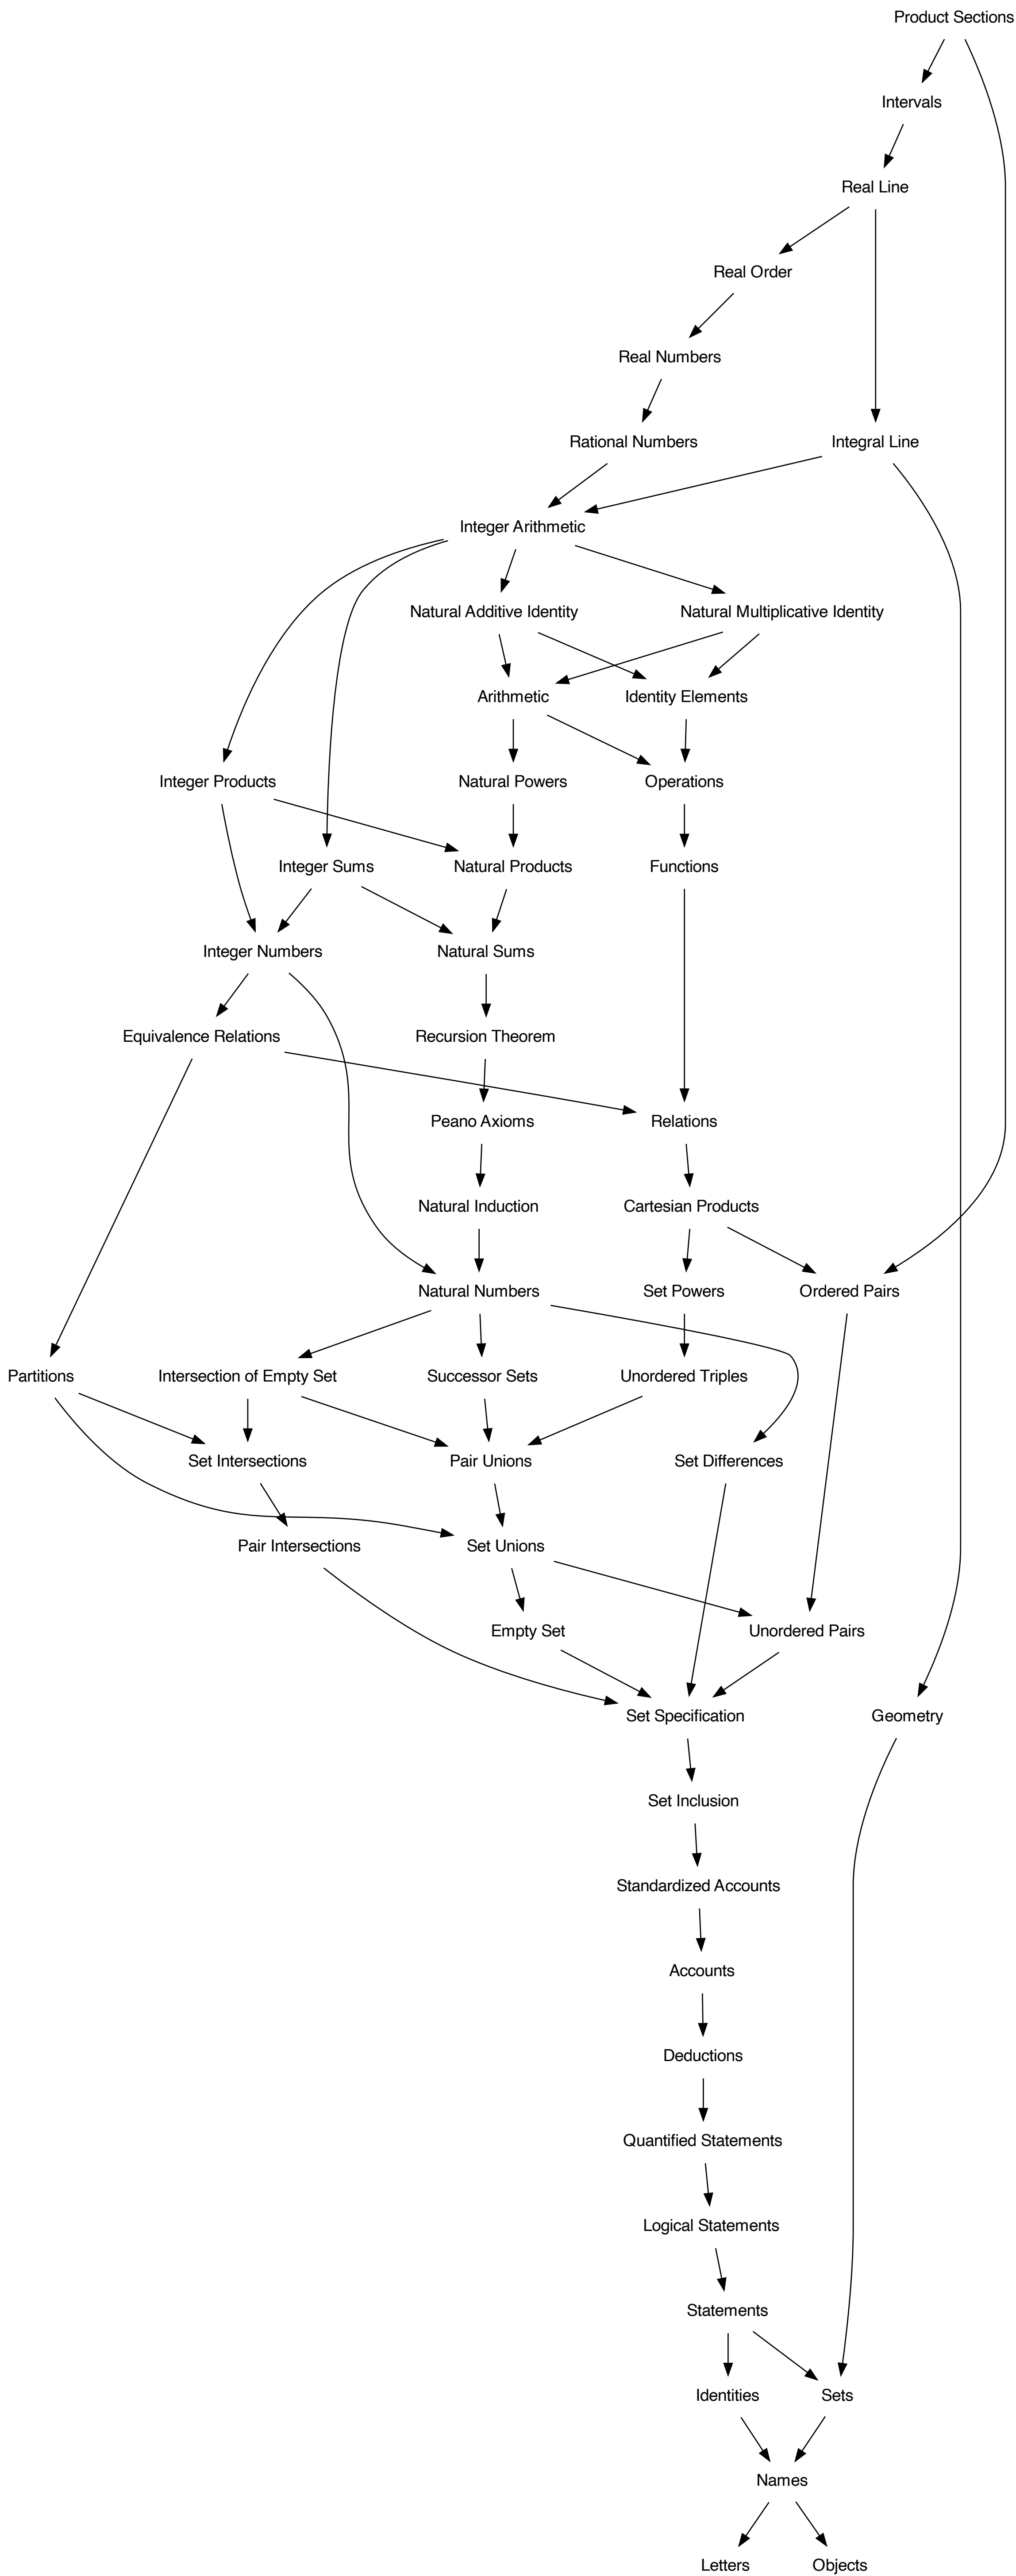 Product Sections
Intervals
Real Line
Real Order
Real Numbers
Rational Numbers
Integral Line
Integer Arithmetic
Natural Additive Identity
Natural Multiplicative Identity
Arithmetic
Identity Elements
Integer Products
Natural Powers
Operations
Integer Sums
Natural Products
Functions
Integer Numbers
Natural Sums
Equivalence Relations
Recursion Theorem
Peano Axioms
Relations
Natural Induction
Cartesian Products
Natural Numbers
Set Powers
Ordered Pairs
Partitions
Intersection of Empty Set
Successor Sets
Unordered Triples
Set Intersections
Pair Unions
Set Differences
Pair Intersections
Set Unions
Empty Set
Unordered Pairs
Set Specification
Geometry
Set Inclusion
Standardized Accounts
Accounts
Deductions
Quantified Statements
Logical Statements
Statements
Identities
Sets
Names
Letters
Objects